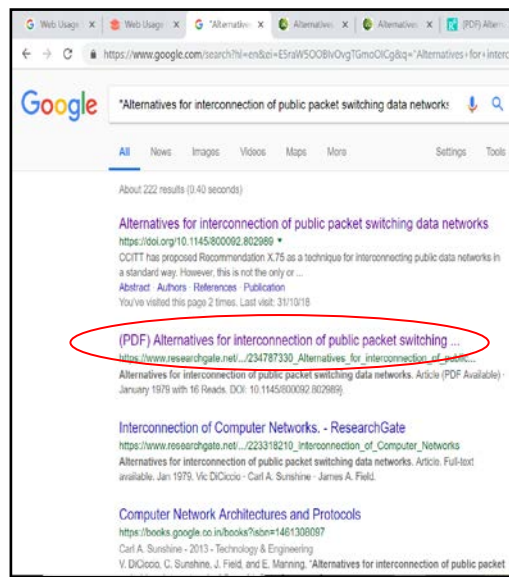 Web Usage
Web Usage
"Alternative
Alternatives
Alternatives
(PDF) Altern
https://www.google.com/search?hl=en&ei=
Google
"Alternatives for interconnection of public packet switching data networks
All News Images Videos Maps More Settings Tools
About 222 results (0.40 seconds)
Alternatives for interconnection of public packet switching data networks
https://doi.org/10.1145/800092.802989
CCITT has proposed Recommendation X.75 as a technique for interconnecting public data networks in
a standard way. However, this is not the only or ...
Abstract · Authors · References · Publication
You've visited this page 2 times. Last visit: 31/10/18
(PDF) Alternatives for interconnection of public packet switching ...
https://www.researchgate.net/.../234787330_Alternatives_for_interconnection_of_public...
Alternatives for interconnection of public packet switching data networks. Article (PDF Available) ·
January 1979 with 16 Reads. DOI: 10.1145/800092.802989}.
Interconnection of Computer Networks. - ResearchGate
https://www.researchgate.net/.../223318210_Interconnection_of_Computer_Networks
Alternatives for interconnection of public packet switching data networks. Article. Full-text
available. Jan 1979. Vic DiCiccio · Carl A. Sunshine · James A. Field.
Computer Network Architectures and Protocols
https://books.google.co.in/books?isbn=1461308097
Carl A. Sunshine - 2013 - Technology & Engineering
V. DiCiccio, C. Sunshine, J. Field, and E. Manning. "Alternatives for interconnection of public packet